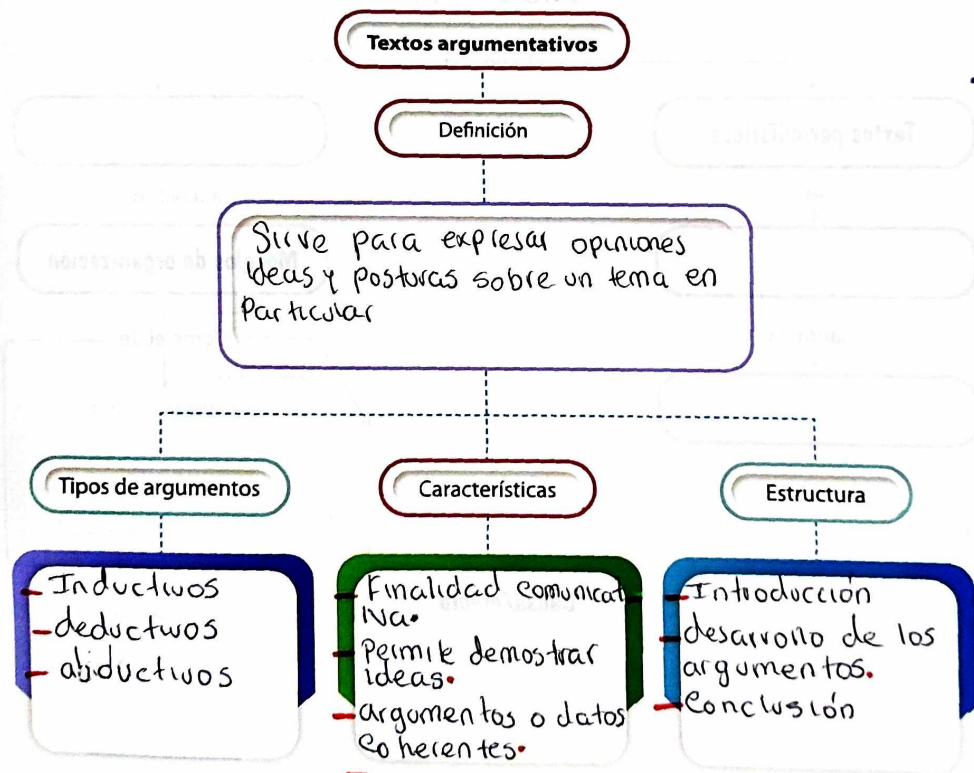 Textos argumentativos
Definición
Sirve para expresar opiniones
ideas y posturas sobre un tema en
Particular
Tipos de argumentos
- Inductivos
- deductivos
- abductivos
Características
- Finalidad comunicat
iva.
- Permite demostrar
ideas.
- argumentos o datos
coherentes.
Estructura
- Introducción
- desarrollo de los
argumentos.
- Conclusión